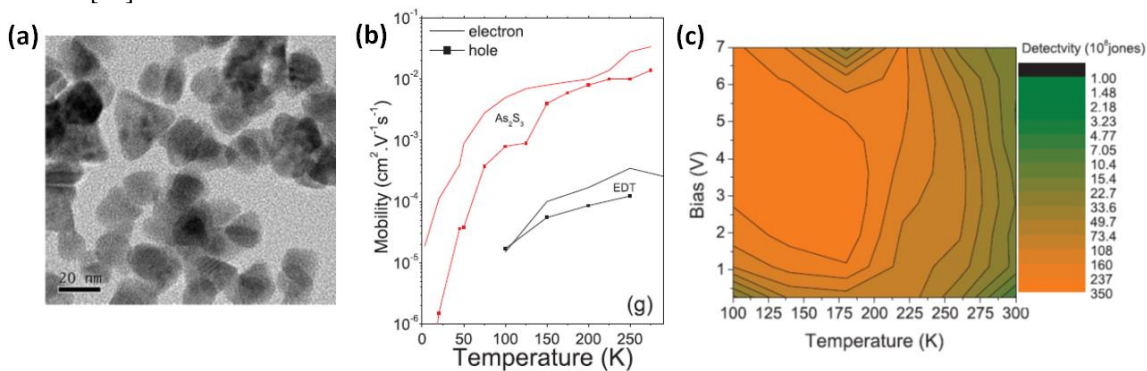 (a)
20 nm
(b)
10⁻¹
10⁻²
10⁻³
10⁻⁴
10⁻⁵
10⁻⁶
Mobility (cm².V⁻¹s⁻¹)
electron
hole
As₂S₃
EDT
(g)
0 50 100 150 200 250
Temperature (K)
(c)
7
6
5
4
3
2
1
Bias (V)
100 125 150 175 200 225 250 275 300
Temperature (K)
Detectvity (10⁸jones)
1.00
1.48
2.18
3.23
4.77
7.05
10.4
15.4
22.7
33.6
49.7
73.4
108
160
237
350